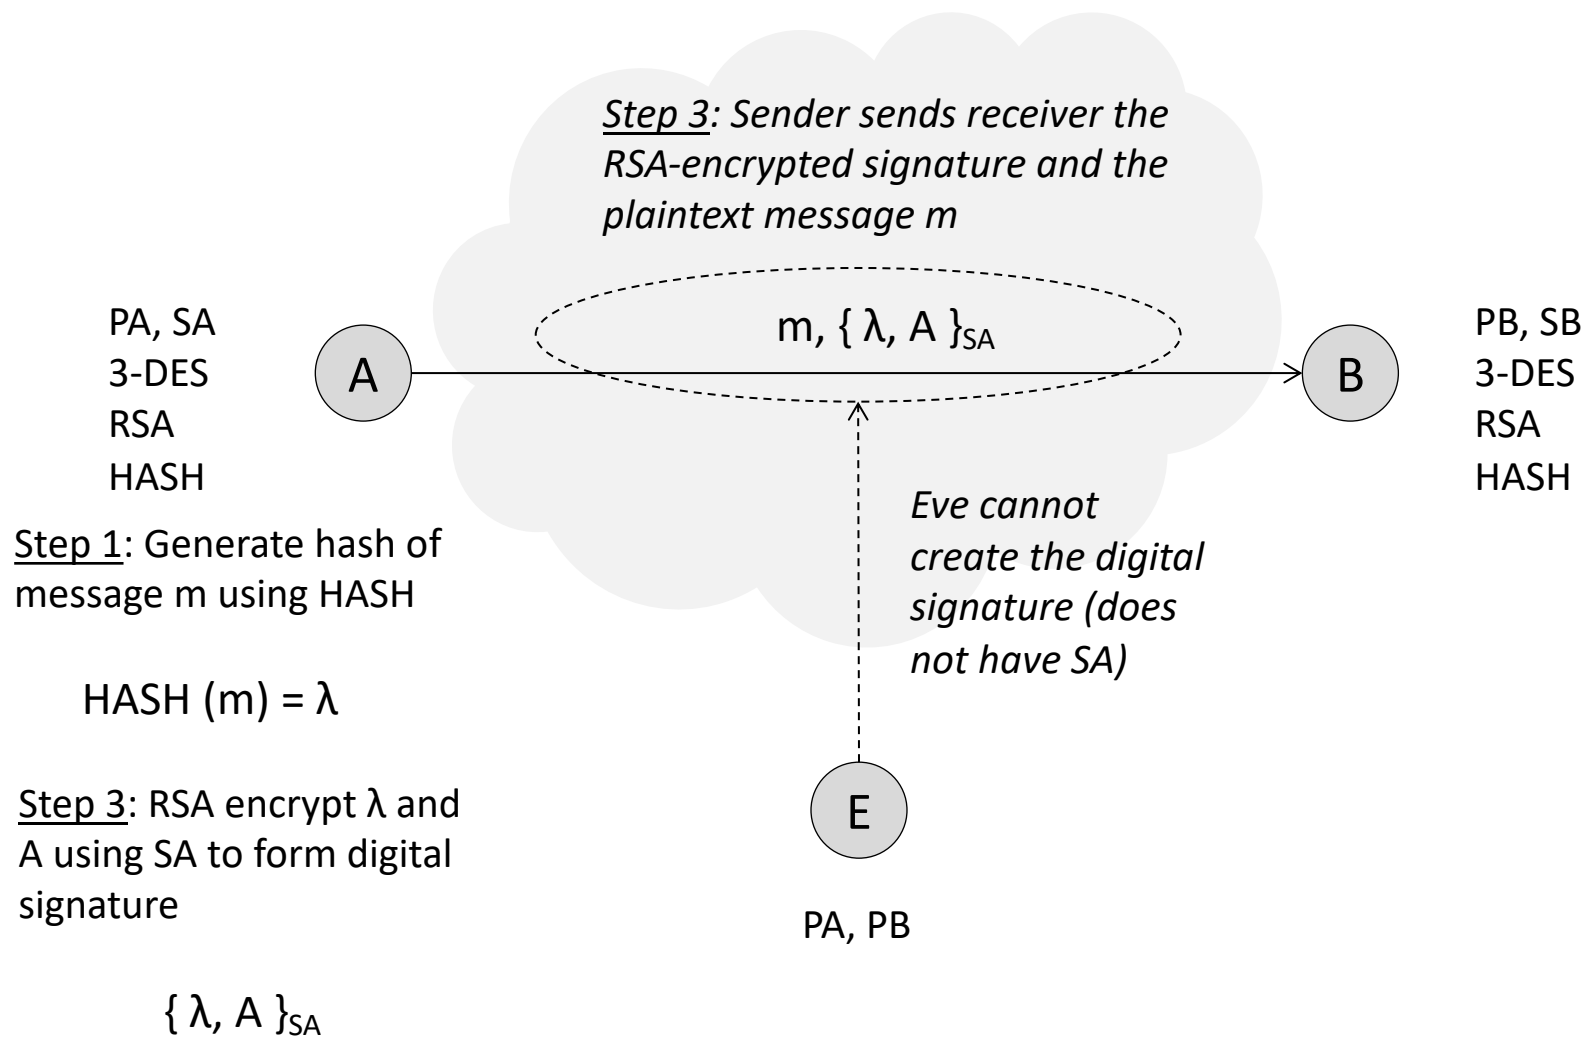 Step 3: Sender sends receiver the
RSA-encrypted signature and the
plaintext message m
m, { λ, A }SA
PA, SA
3-DES
RSA
HASH
A
B
PB, SB
3-DES
RSA
HASH
Step 1: Generate hash of
message m using HASH
HASH (m) = λ
Step 3: RSA encrypt λ and
A using SA to form digital
signature
{ λ, A }SA
Eve cannot
create the digital
signature (does
not have SA)
E
PA, PB